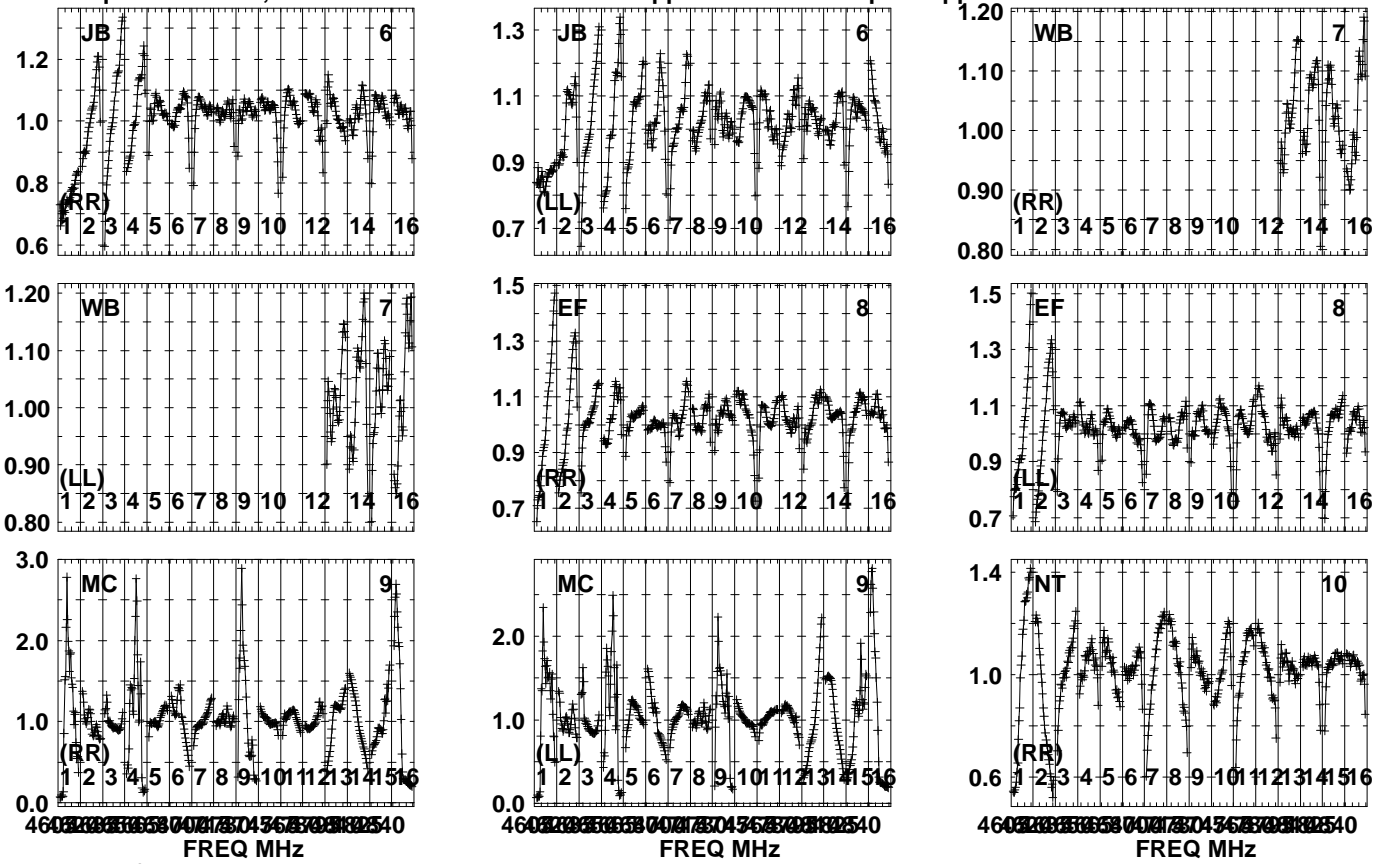 JB 6
1.2
1.0
0.8
0.6
(RR)
1 2 3 4 5 6 7 8 9 10 12 14 16
JB 6
1.3
1.1
0.9
0.7
(LL)
1 2 3 4 5 6 7 8 9 10 12 14 16
WB 7
1.20
1.10
1.00
0.90
0.80
(RR)
1 2 3 4 5 6 7 8 9 10 12 14 16
WB 7
1.20
1.10
1.00
0.90
0.80
(LL)
1 2 3 4 5 6 7 8 9 10 12 14 16
EF 8
1.5
1.3
1.1
0.9
0.7
(RR)
1 2 3 4 5 6 7 8 9 10 12 14 16
EF 8
1.5
1.3
1.1
0.9
0.7
(LL)
1 2 3 4 5 6 7 8 9 10 12 14 16
MC 9
3.0
2.0
1.0
0.0
(RR)
1 2 3 4 5 6 7 8 9 10 11 12 13 14 15 16
FREQ MHz
MC 9
2.0
1.0
0.0
(LL)
1 2 3 4 5 6 7 8 9 10 11 12 13 14 15 16
FREQ MHz
NT 10
1.4
1.0
0.6
(RR)
1 2 3 4 5 6 7 8 9 10 11 12 13 14 15 16
FREQ MHz